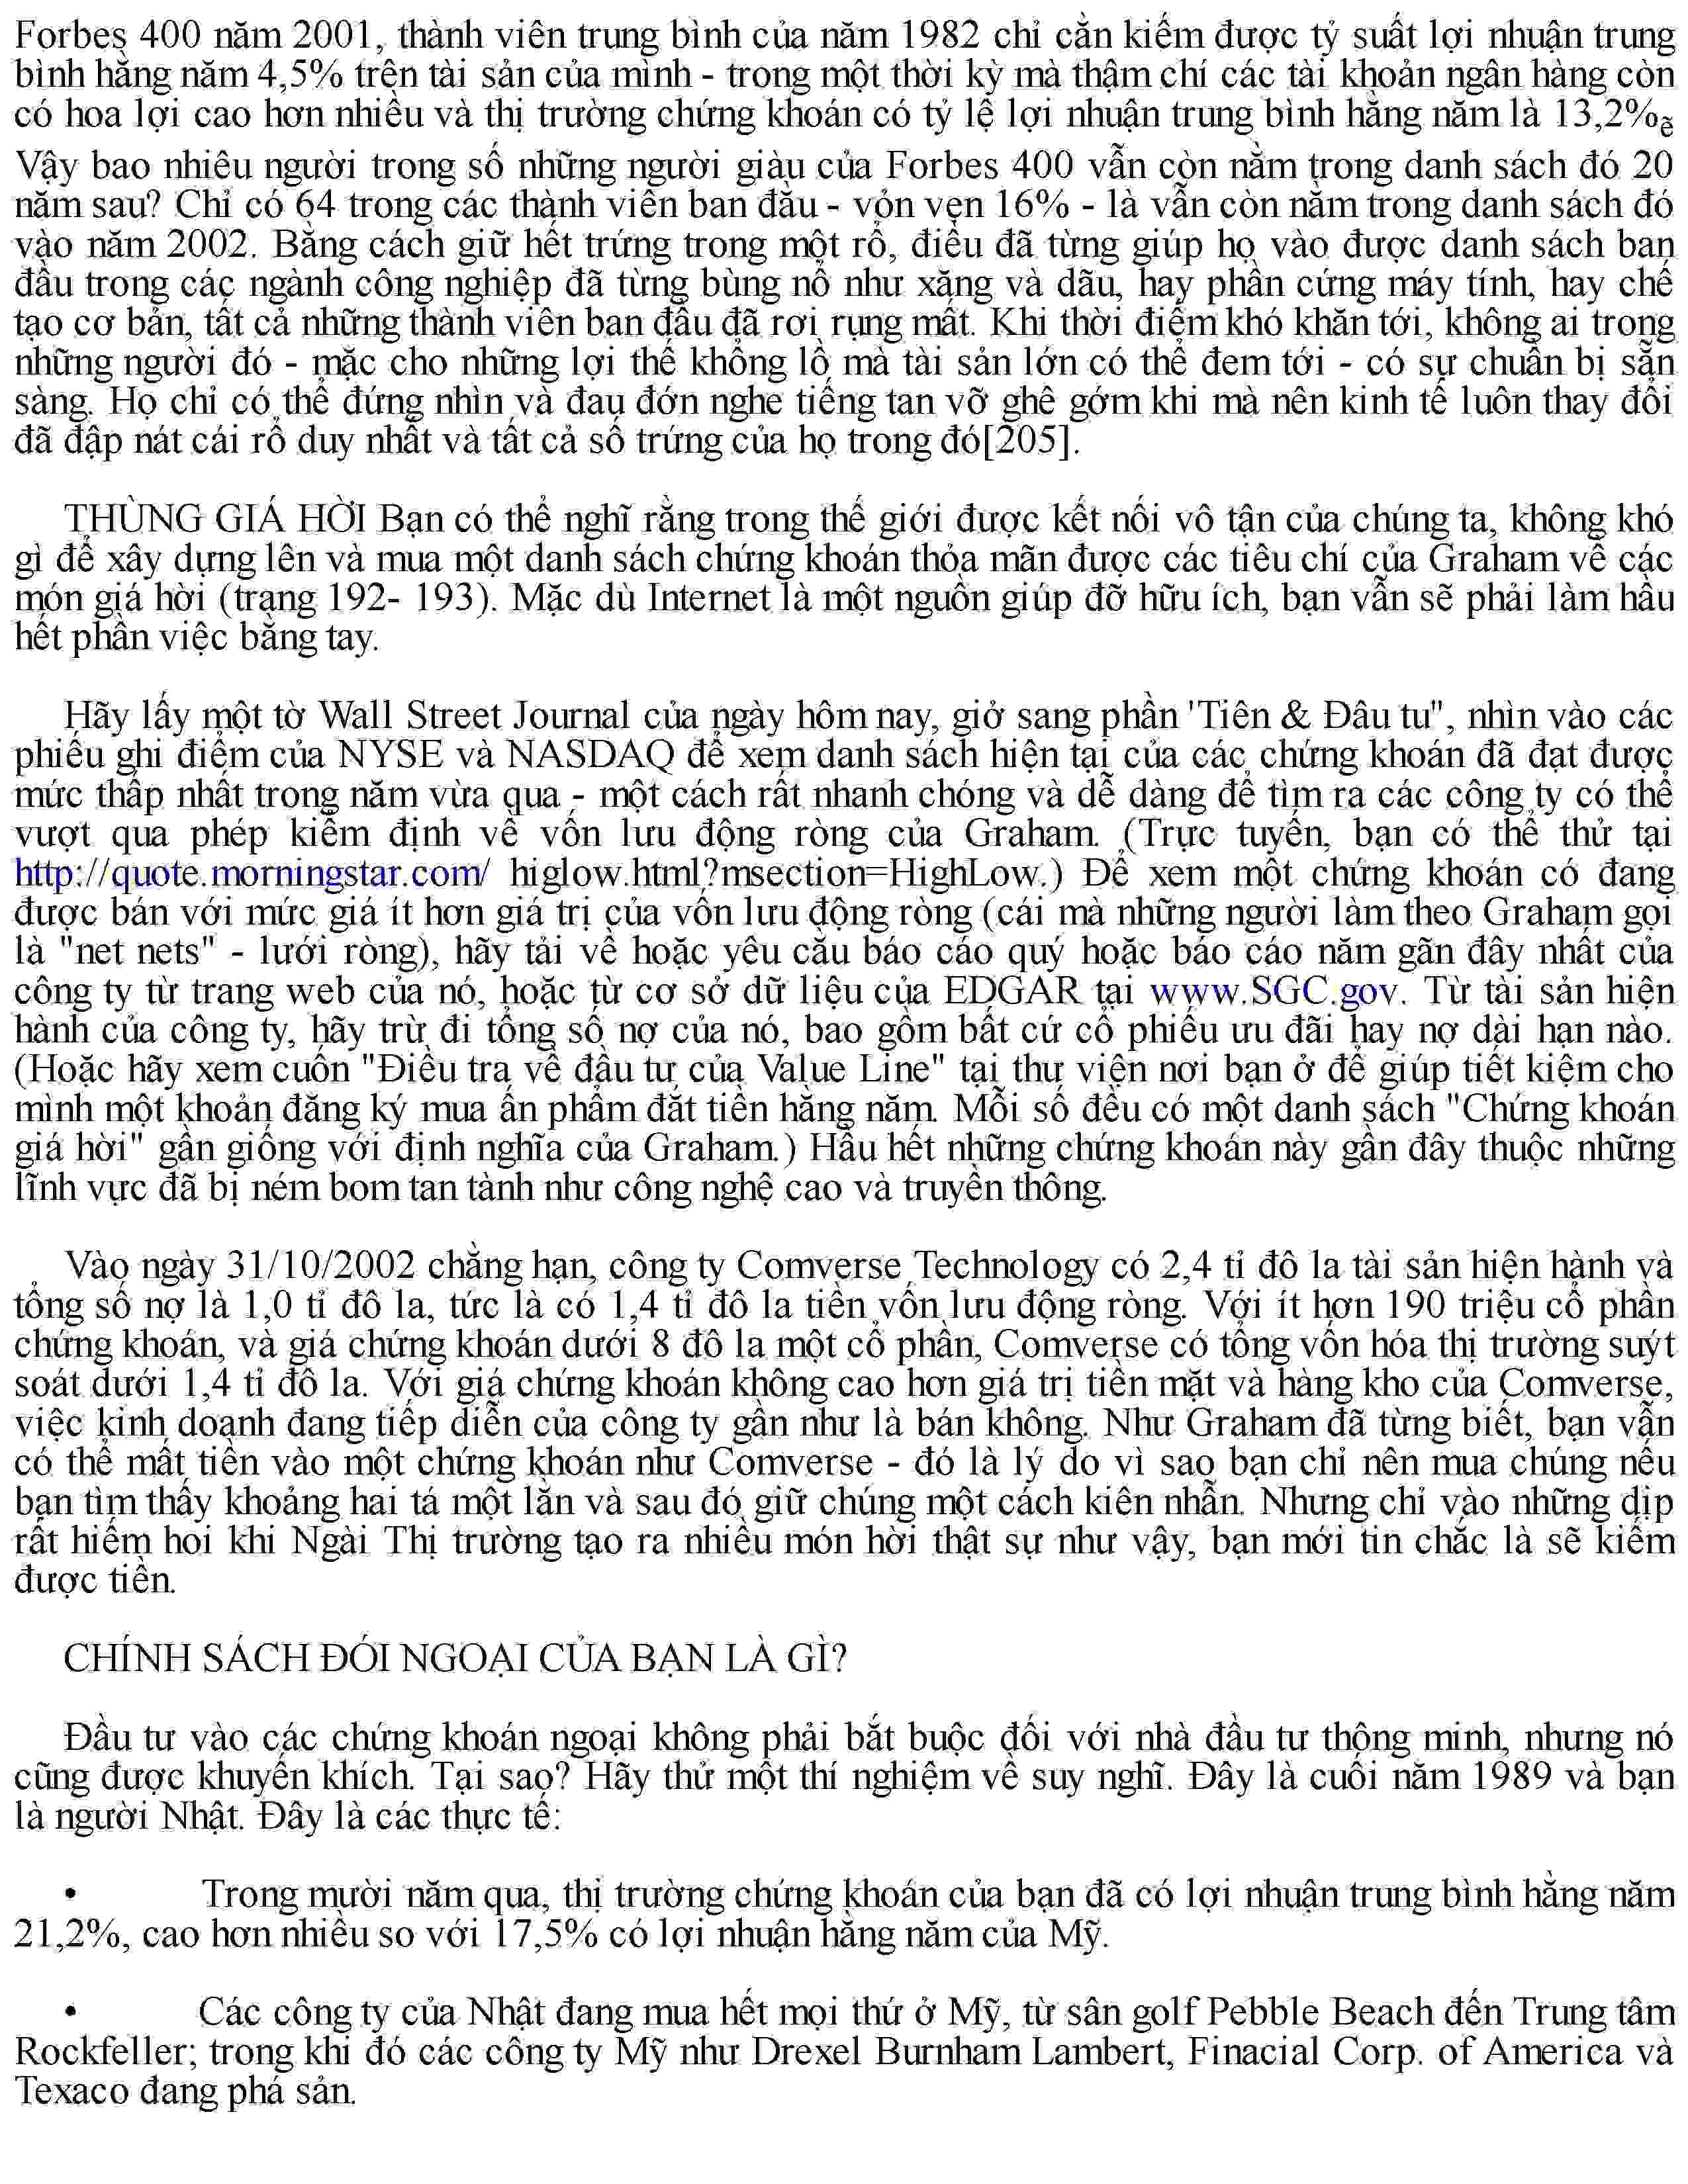 Forbes 400 năm 2001, thành viên trung bình của năm 1982 chỉ cần kiếm được tỷ suất lợi nhuận trung
bình hằng năm 4,5% trên tài sản của mình - trong một thời kỳ mà thậm chí các tài khoản ngân hàng còn
có hoa lợi cao hơn nhiều và thị trường chứng khoán có tỷ lệ lợi nhuận trung bình hằng năm là 13,2%ẽ
Vậy bao nhiêu người trong số những người giàu của Forbes 400 vẫn còn nằm trong danh sách đó 20
năm sau? Chỉ có 64 trong các thành viên ban đầu - vỏn vẹn 16% - là vẫn còn nằm trong danh sách đó
vào năm 2002. Bằng cách giữ hết trứng trong một rổ, điều đã từng giúp họ vào được danh sách ban
đầu trong các ngành công nghiệp đã từng bùng nổ như xăng và dầu, hay phần cứng máy tính, hay chế
tạo cơ bản, tất cả những thành viên ban đầu đã rơi rụng mất. Khi thời điểm khó khăn tới, không ai trong
những người đó - mặc cho những lợi thế khổng lồ mà tài sản lớn có thể đem tới - có sự chuẩn bị sẵn
sàng. Họ chỉ có thể đứng nhìn và đau đớn nghe tiếng tan vỡ ghê gớm khi mà nên kinh tế luôn thay đổi
đã đập nát cái rổ duy nhất và tất cả số trứng của họ trong đó[205].
THÙNG GIÁ HỜI Bạn có thể nghĩ rằng trong thế giới được kết nối vô tận của chúng ta, không khó
gì để xây dựng lên và mua một danh sách chứng khoán thỏa mãn được các tiêu chí của Graham về các
món giá hời (trang 192- 193). Mặc dù Internet là một nguồn giúp đỡ hữu ích, bạn vẫn sẽ phải làm hầu
hết phần việc bằng tay.
Hãy lấy một tờ Wall Street Journal của ngày hôm nay, giở sang phần 'Tiên & Đâu tu", nhìn vào các
phiếu ghi điểm của NYSE và NASDAQ để xem danh sách hiện tại của các chứng khoán đã đạt được
mức thấp nhất trong năm vừa qua - một cách rất nhanh chóng và dễ dàng để tìm ra các công ty có thể
vượt qua phép kiểm định về vốn lưu động ròng của Graham. (Trực tuyến, bạn có thể thử tại
http://quote.morningstar.com/ higlow.html?msection=HighLow.) Để xem một chứng khoán có đang
được bán với mức giá ít hơn giá trị của vốn lưu động ròng (cái mà những người làm theo Graham gọi
là "net nets" - lưới ròng), hãy tải về hoặc yêu cầu báo cáo quý hoặc báo cáo năm gần đây nhất của
công ty từ trang web của nó, hoặc từ cơ sở dữ liệu của EDGAR tại www.SGC.gov. Từ tài sản hiện
hành của công ty, hãy trừ đi tổng số nợ của nó, bao gồm bất cứ cổ phiếu ưu đãi hay nợ dài hạn nào.
(Hoặc hãy xem cuốn "Điều tra về đầu tư của Value Line" tại thư viện nơi bạn ở để giúp tiết kiệm cho
mình một khoản đăng ký mua ấn phẩm đắt tiền hằng năm. Mỗi số đều có một danh sách "Chứng khoán
giá hời" gần giống với định nghĩa của Graham.) Hầu hết những chứng khoán này gần đây thuộc những
lĩnh vực đã bị ném bom tan tành như công nghệ cao và truyền thông.
Vào ngày 31/10/2002 chẳng hạn, công ty Comverse Technology có 2,4 tỉ đô la tài sản hiện hành và
tổng số nợ là 1,0 tỉ đô la, tức là có 1,4 tỉ đô la tiền vốn lưu động ròng. Với ít hơn 190 triệu cổ phần
chứng khoán, và giá chứng khoán dưới 8 đô la một cổ phần, Comverse có tổng vốn hóa thị trường suýt
soát dưới 1,4 tỉ đô la. Với giá chứng khoán không cao hơn giá trị tiền mặt và hàng kho của Comverse,
việc kinh doanh đang tiếp diễn của công ty gần như là bán không. Như Graham đã từng biết, bạn vẫn
có thể mất tiền vào một chứng khoán như Comverse - đó là lý do vì sao bạn chỉ nên mua chúng nếu
bạn tìm thấy khoảng hai tá một lần và sau đó giữ chúng một cách kiên nhẫn. Nhưng chỉ vào những dịp
rất hiếm hoi khi Ngài Thị trường tạo ra nhiều món hời thật sự như vậy, bạn mới tin chắc là sẽ kiếm
được tiền.
CHÍNH SÁCH ĐÓI NGOẠI CỦA BẠN LÀ GÌ?
Đầu tư vào các chứng khoán ngoại không phải bắt buộc đối với nhà đầu tư thông minh, nhưng nó
cũng được khuyến khích. Tại sao? Hãy thử một thí nghiệm về suy nghĩ. Đây là cuối năm 1989 và bạn
là người Nhật. Đây là các thực tế:
• Trong mười năm qua, thị trường chứng khoán của bạn đã có lợi nhuận trung bình hằng năm
21,2%, cao hơn nhiều so với 17,5% có lợi nhuận hằng năm của Mỹ.
• Các công ty của Nhật đang mua hết mọi thứ ở Mỹ, từ sân golf Pebble Beach đến Trung tâm
Rockfeller; trong khi đó các công ty Mỹ như Drexel Burnham Lambert, Finacial Corp. of America và
Texaco đang phá sản.